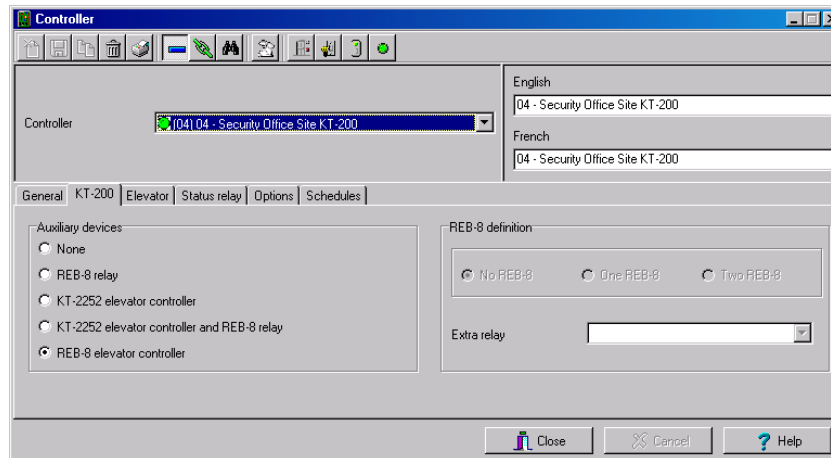 Controller
English
04 - Security Office Site KT-200
Controller
(04) 04 - Security Office Site KT-200
French
04 - Security Office Site KT-200
General KT-200 Elevator Status relay Options Schedules
Auxiliary devices
None
REB-8 relay
KT-2252 elevator controller
KT-2252 elevator controller and REB-8 relay
REB-8 elevator controller
REB-8 definition
No REB-8 One REB-8 Two REB-8
Extra relay
Close Cancel Help